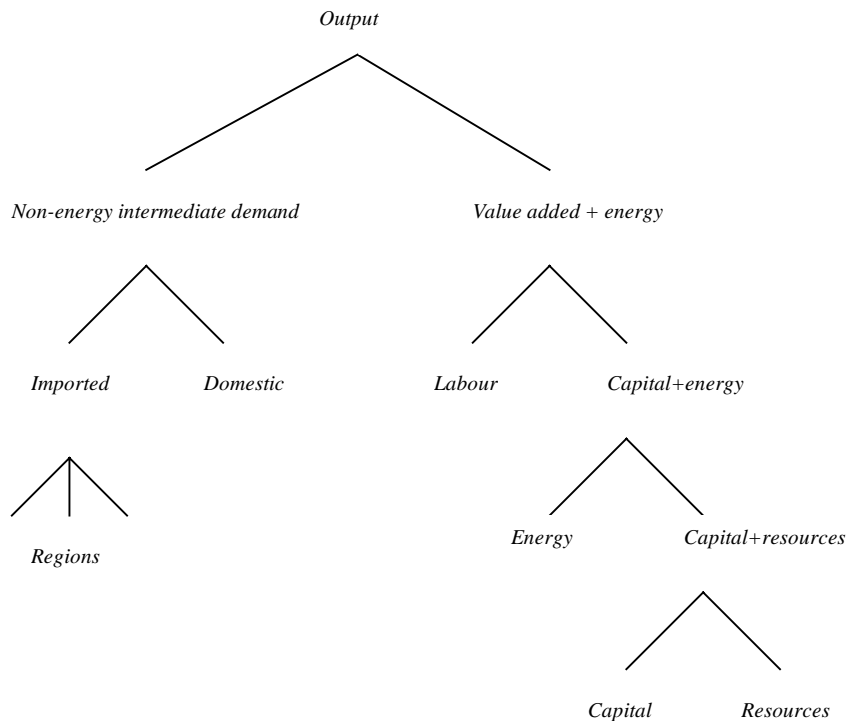 Output
Non-energy intermediate demand
Value added + energy
Imported
Domestic
Labour
Capital+energy
Energy
Capital+resources
Regions
Capital
Resources